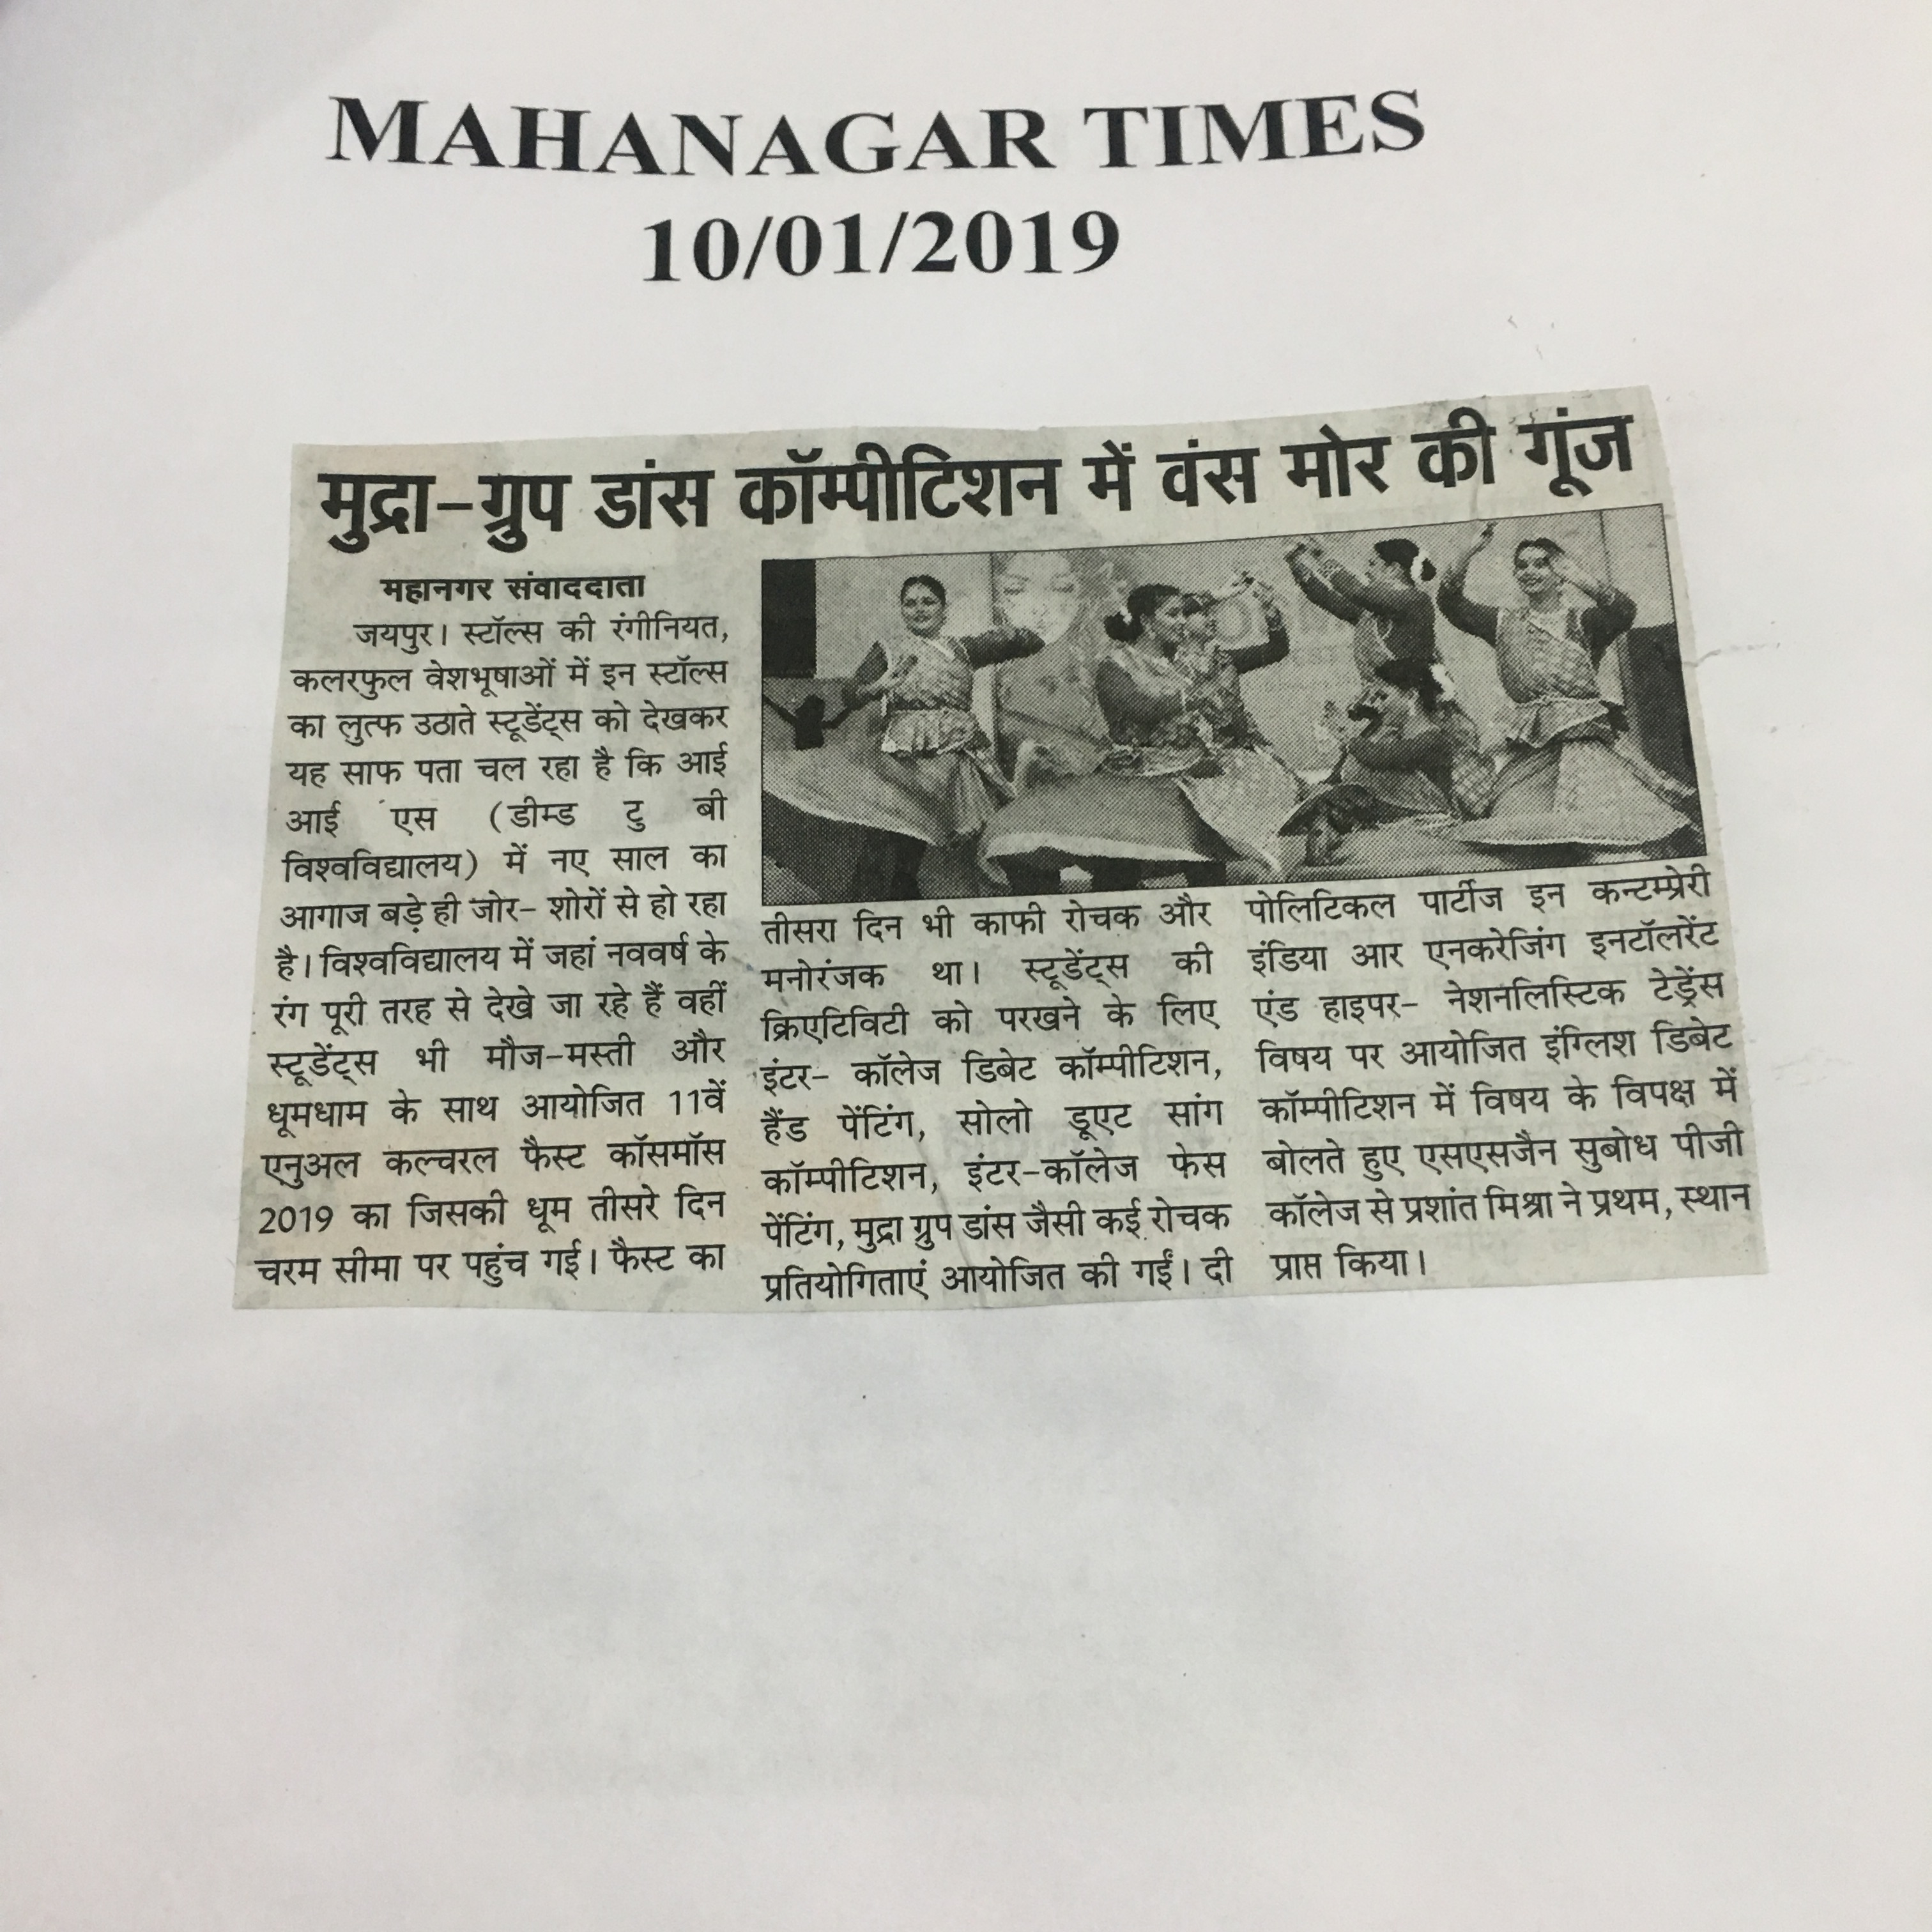 MAHANAGAR TIMES
10/01/2019
मुद्रा-ग्रुप डांस कॉम्पीटिशन में वंस मोर की गूंज
महानगर संवाददाता
जयपुर। स्टॉल्स की रंगीनियत,
कलरफुल वेशभूषाओं में इन स्टॉल्स
का लुत्फ उठाते स्टूडेंट्स को देखकर
यह साफ पता चल रहा है कि आई
आई एस (डीम्ड टु बी
विश्वविद्यालय) में नए साल का
आगाज बड़े ही जोर- शोरों से हो रहा
है। विश्वविद्यालय में जहां नववर्ष के
रंग पूरी तरह से देखे जा रहे हैं वहीं
स्टूडेंट्स भी मौज-मस्ती और
धूमधाम के साथ आयोजित 11वें
एनुअल कल्चरल फैस्ट कॉसमॉस
2019 का जिसकी धूम तीसरे दिन
चरम सीमा पर पहुंच गई। फैस्ट का
तीसरा दिन भी काफी रोचक और
मनोरंजक था। स्टूडेंट्स की
क्रिएटिविटी को परखने के लिए
इंटर- कॉलेज डिबेट कॉम्पीटिशन,
हैंड पेंटिंग, सोलो डूएट सांग
कॉम्पीटिशन, इंटर-कॉलेज फेस
पेंटिंग, मुद्रा ग्रुप डांस जैसी कई रोचक
प्रतियोगिताएं आयोजित की गईं। दी
पोलिटिकल पार्टीज इन कन्टम्प्रेरी
इंडिया आर एनकरेजिंग इनटॉलरेंट
एंड हाइपर- नेशनलिस्टिक टेड्रेंस
विषय पर आयोजित इंग्लिश डिबेट
कॉम्पीटिशन में विषय के विपक्ष में
बोलते हुए एसएसजैन सुबोध पीजी
कॉलेज से प्रशांत मिश्रा ने प्रथम, स्थान
प्राप्त किया।